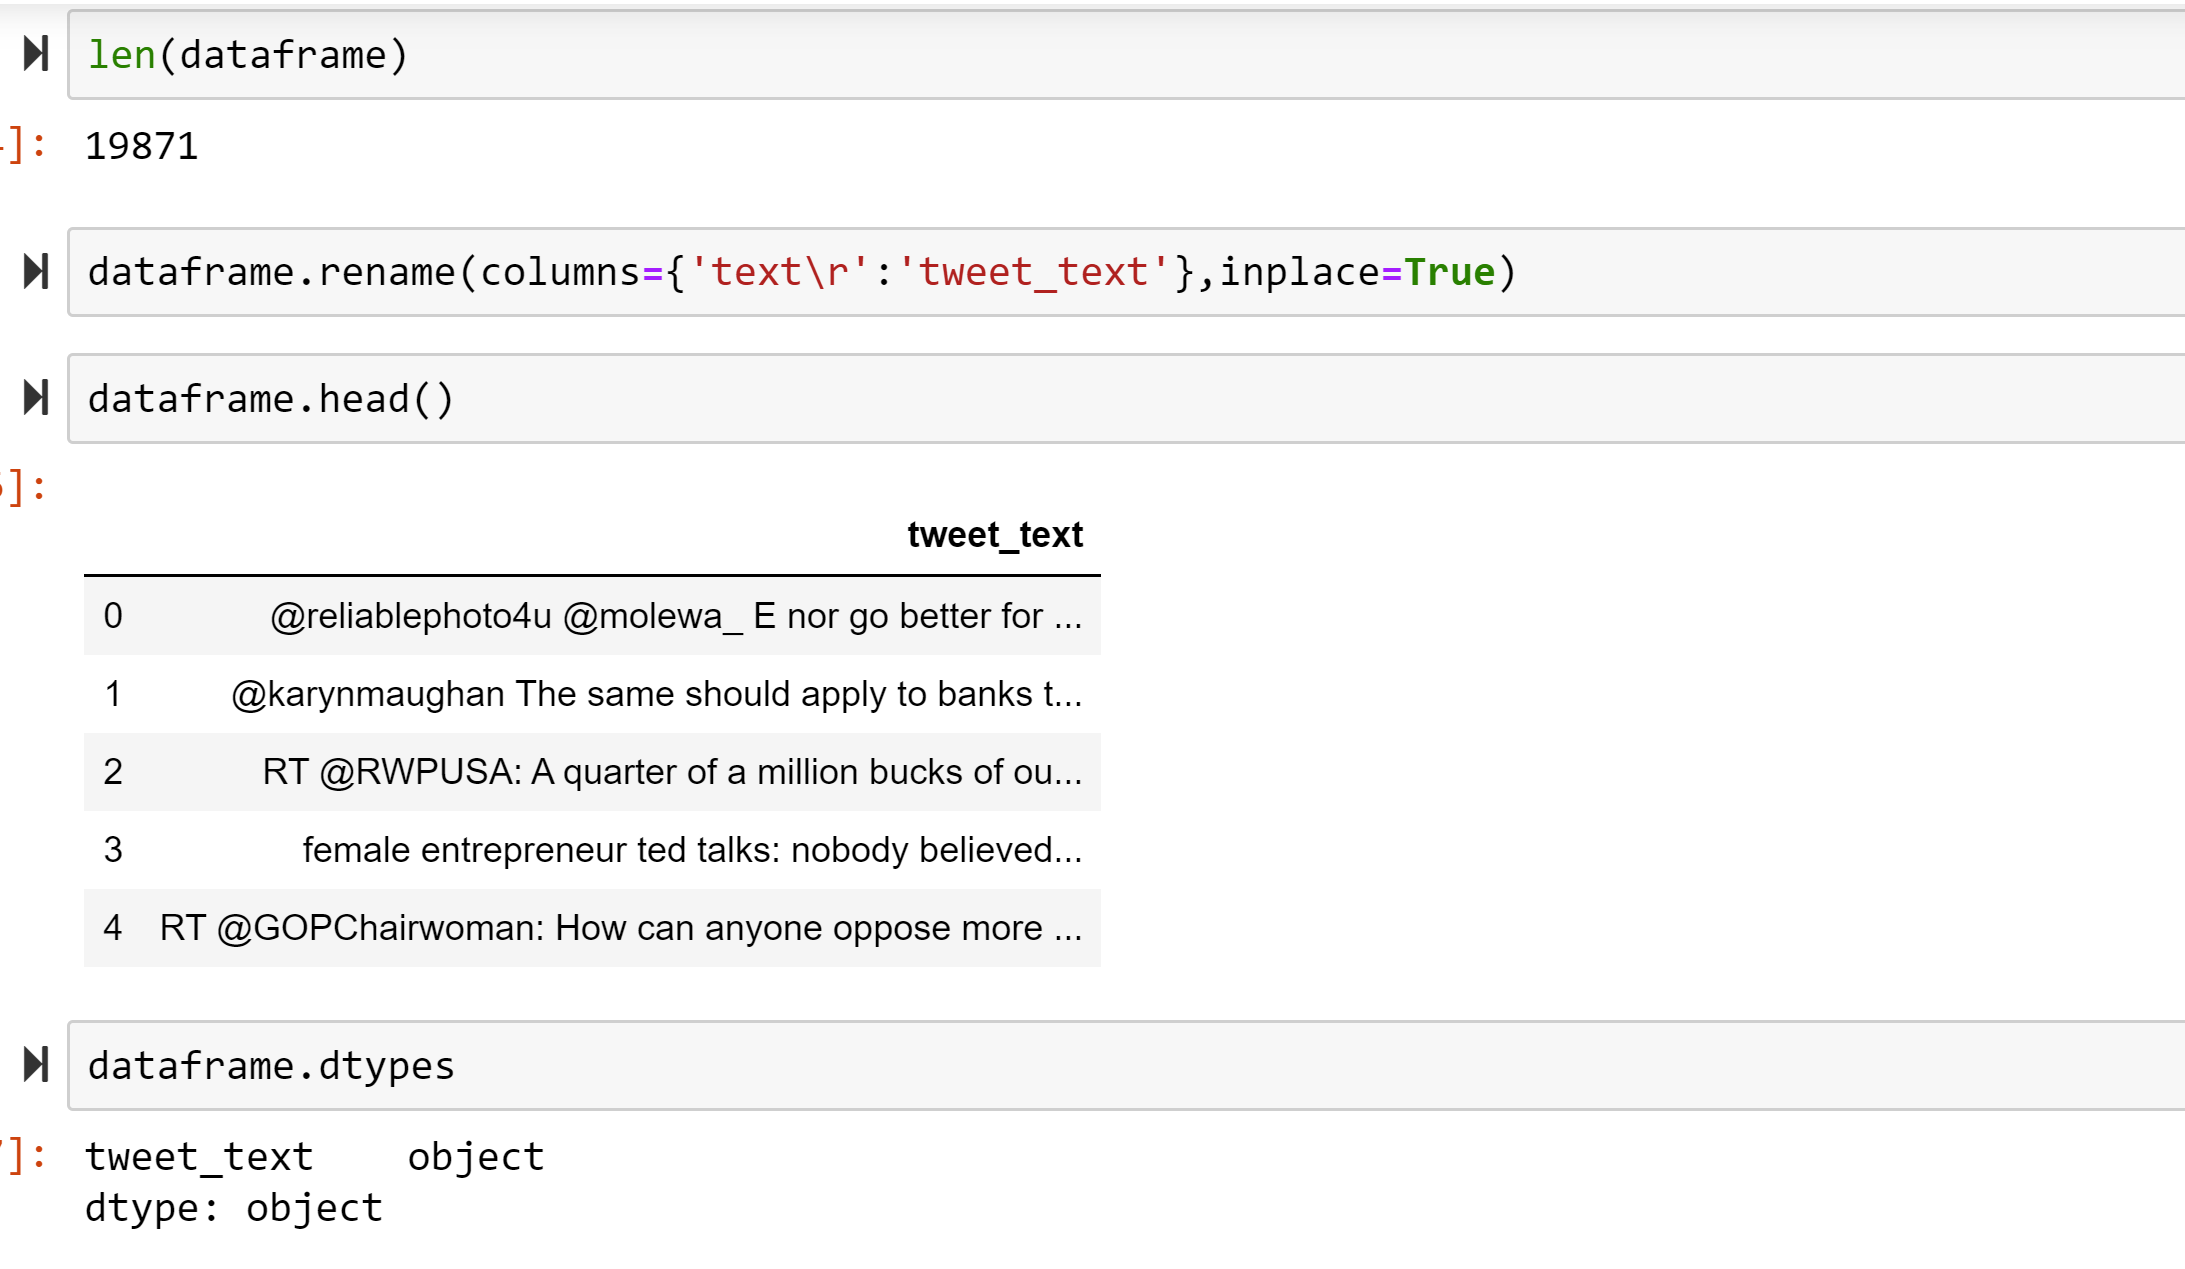 len(dataframe)
]: 19871
dataframe.rename(columns={'text\r':'tweet_text'},inplace=True)
dataframe.head()
]:
tweet_text
0 @reliablephoto4u @molewa_ E nor go better for ...
1 @karynmaughan The same should apply to banks t...
2 RT @RWPUSA: A quarter of a million bucks of ou...
3 female entrepreneur ted talks: nobody believed...
4 RT @GOPChairwoman: How can anyone oppose more ...
dataframe.dtypes
]: tweet_text object
dtype: object